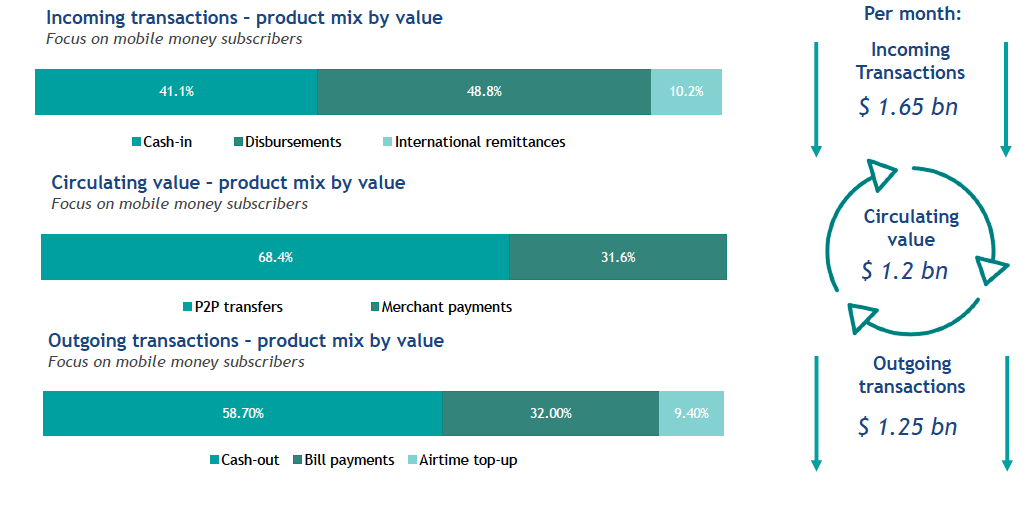 Incoming transactions – product mix by value
Focus on mobile money subscribers
41.1%
48.8%
10.2%
Cash-in
Disbursements
International remittances
Circulating value – product mix by value
Focus on mobile money subscribers
68.4%
31.6%
P2P transfers
Merchant payments
Outgoing transactions – product mix by value
Focus on mobile money subscribers
58.70%
32.00%
9.40%
Cash-out
Bill payments
Airtime top-up
Per month:
Incoming
Transactions
$ 1.65 bn
Circulating
value
$ 1.2 bn
Outgoing
transactions
$ 1.25 bn